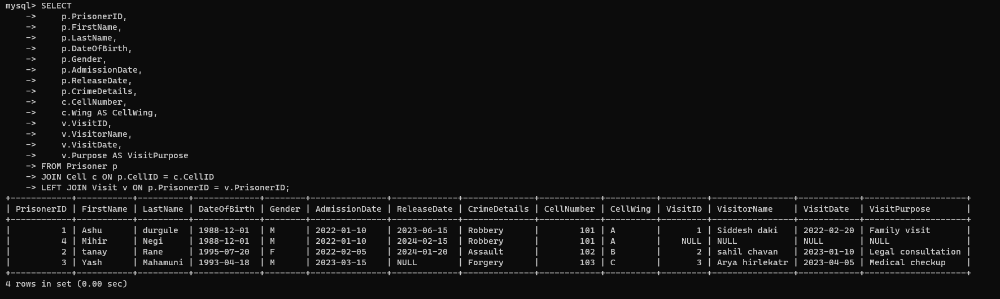 mysql> SELECT
    ->     p.PrisonerID,
    ->     p.FirstName,
    ->     p.LastName,
    ->     p.DateOfBirth,
    ->     p.Gender,
    ->     p.AdmissionDate,
    ->     p.ReleaseDate,
    ->     p.CrimeDetails,
    ->     c.CellNumber,
    ->     c.Wing AS CellWing,
    ->     v.VisitID,
    ->     v.VisitorName,
    ->     v.VisitDate,
    ->     v.Purpose AS VisitPurpose
    -> FROM Prisoner p
    -> JOIN Cell c ON p.CellID = c.CellID
    -> LEFT JOIN Visit v ON p.PrisonerID = v.PrisonerID;
+------------+-----------+----------+-------------+--------+---------------+-------------+--------------+------------+----------+---------+----------------+------------+--------------------+
| PrisonerID | FirstName | LastName | DateOfBirth | Gender | AdmissionDate | ReleaseDate | CrimeDetails | CellNumber | CellWing | VisitID | VisitorName    | VisitDate  | VisitPurpose       |
+------------+-----------+----------+-------------+--------+---------------+-------------+--------------+------------+----------+---------+----------------+------------+--------------------+
|          1 | Ashu      | durgule  | 1988-12-01  | M      | 2022-01-10    | 2023-06-15  | Robbery      |        101 | A        |       1 | Siddesh daki   | 2022-02-20 | Family visit       |
|          4 | Mihir     | Negi     | 1988-12-01  | M      | 2022-01-10    | 2024-02-15  | Robbery      |        101 | A        |    NULL | NULL           | NULL       | NULL               |
|          2 | tanay     | Rane     | 1995-07-20  | F      | 2022-02-05    | 2024-01-20  | Assault      |        102 | B        |       2 | sahil chavan   | 2023-01-10 | Legal consultation |
|          3 | Yash      | Mahamuni | 1993-04-18  | M      | 2023-03-15    | NULL        | Forgery      |        103 | C        |       3 | Arya hirlekatr | 2023-04-05 | Medical checkup    |
+------------+-----------+----------+-------------+--------+---------------+-------------+--------------+------------+----------+---------+----------------+------------+--------------------+
4 rows in set (0.00 sec)